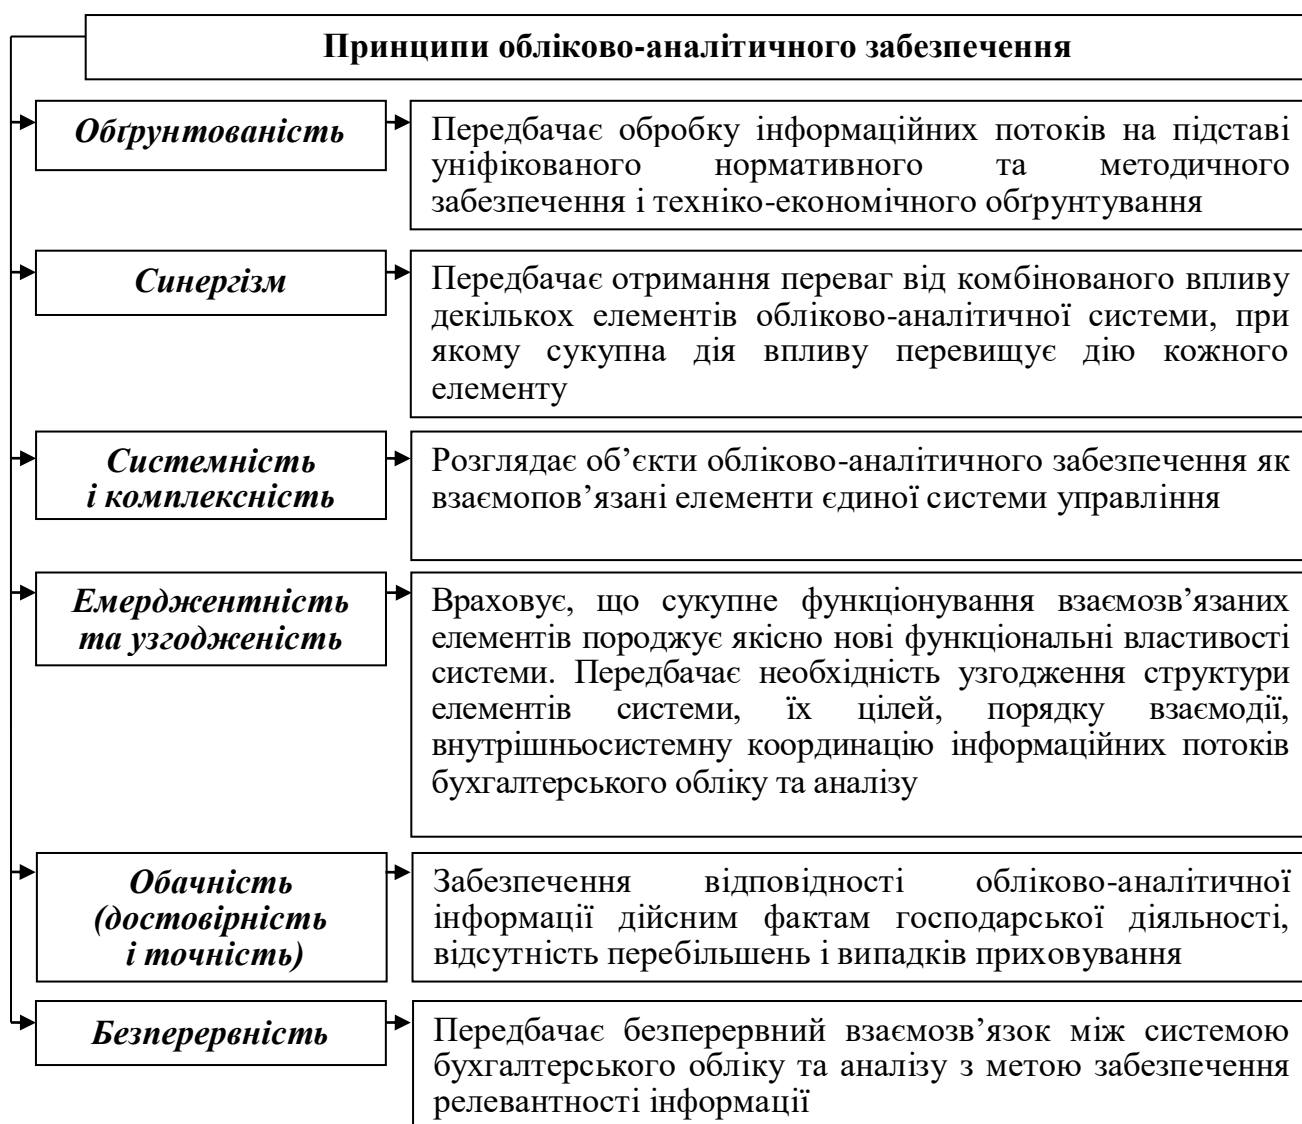 Принципи обліково-аналітичного забезпечення
Обґрунтованість
Передбачає обробку інформаційних потоків на підставі
уніфікованого нормативного та методичного
забезпечення і техніко-економічного обґрунтування
Синергізм
Передбачає отримання переваг від комбінованого впливу
декількох елементів обліково-аналітичної системи, при
якому сукупна дія впливу перевищує дію кожного
елементу
Системність
і комплексність
Розглядає об’єкти обліково-аналітичного забезпечення як
взаємопов’язані елементи єдиної системи управління
Емерджентність
та узгодженість
Враховує, що сукупне функціонування взаємозв’язаних
елементів породжує якісно нові функціональні властивості
системи. Передбачає необхідність узгодження структури
елементів системи, їх цілей, порядку взаємодії,
внутрішньосистемну координацію інформаційних потоків
бухгалтерського обліку та аналізу
Обачність
(достовірність
і точність)
Забезпечення відповідності обліково-аналітичної
інформації дійсним фактам господарської діяльності,
відсутність перебільшень і випадків приховування
Безперервність
Передбачає безперервний взаємозв’язок між системою
бухгалтерського обліку та аналізу з метою забезпечення
релевантності інформації